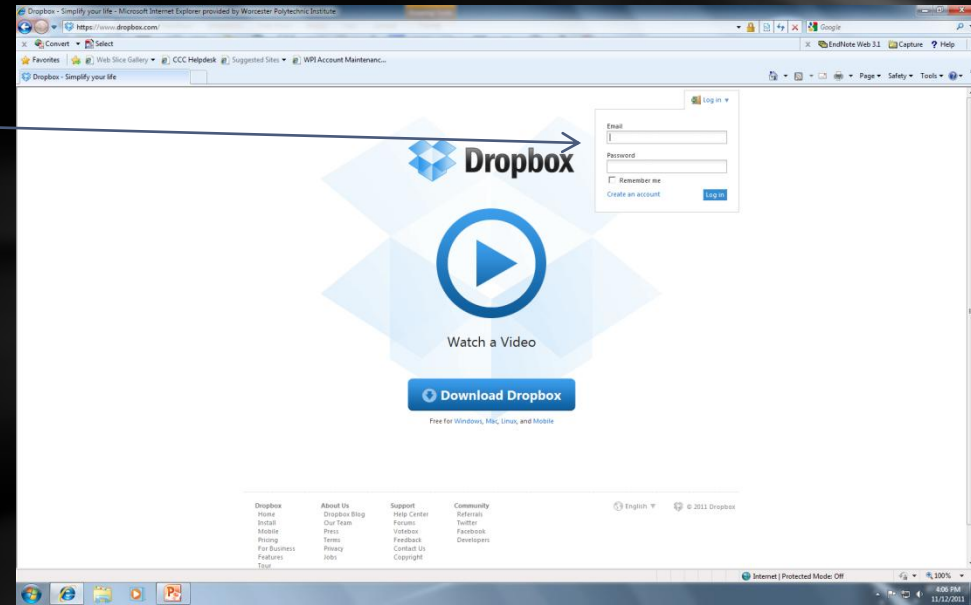 Dropbox - Simplify your life - Microsoft Internet Explorer provided by Worcester Polytechnic Institute
https://www.dropbox.com/
Google
x Convert Select
x EndNote Web 3.1 Capture ? Help
Favorites Web Slice Gallery CCC Helpdesk Suggested Sites WPI Account Maintenanc...
Dropbox - Simplify your life
Page Safety Tools
Log in
Email
Password
Remember me
Create an account Log in
Dropbox
Watch a Video
Download Dropbox
Free for Windows, Mac, Linux, and Mobile
Dropbox About Us Support Community
Home Dropbox Blog Help Center Referrals English © 2011 Dropbox
Install Our Team Forums Twitter
Mobile Press Votebox Facebook
Pricing Terms Feedback Developers
For Business Privacy Contact Us
Features Jobs Copyright
Tour
Internet | Protected Mode: Off 100%
4:06 PM
11/12/2011